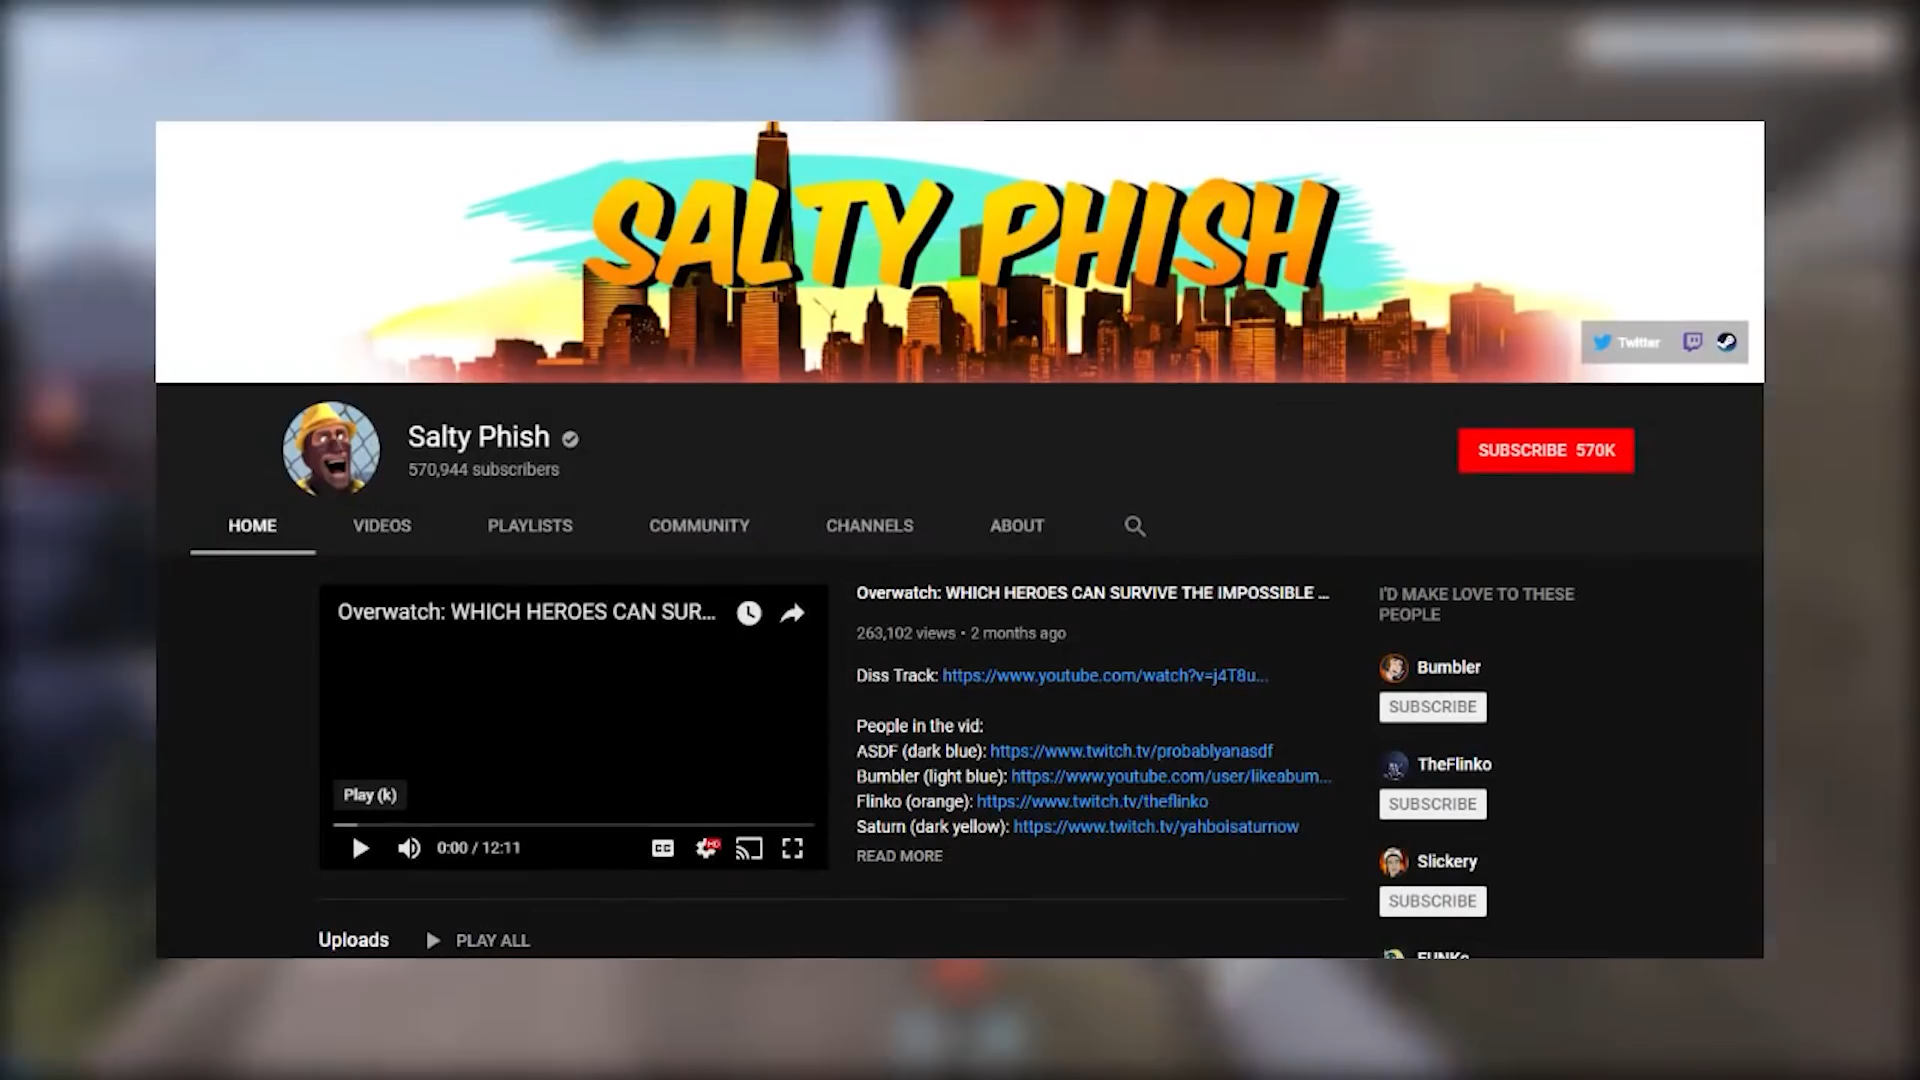 SALTY PHISH
Twitter
Salty Phish
570,944 subscribers
SUBSCRIBE 570K
HOME VIDEOS PLAYLISTS COMMUNITY CHANNELS ABOUT
Overwatch: WHICH HEROES CAN SUR...
Play (k)
0:00 / 12:11
CC HD
Overwatch: WHICH HEROES CAN SURVIVE THE IMPOSSIBLE ...
263,102 views • 2 months ago
Diss Track: https://www.youtube.com/watch?v=j4T8u...
People in the vid:
ASDF (dark blue): https://www.twitch.tv/probablyanasdf
Bumbler (light blue): https://www.youtube.com/user/likeabum...
Flinko (orange): https://www.twitch.tv/theflinko
Saturn (dark yellow): https://www.twitch.tv/yahboisaturnow
READ MORE
I'D MAKE LOVE TO THESE
PEOPLE
Bumbler
SUBSCRIBE
TheFlinko
SUBSCRIBE
Slickery
SUBSCRIBE
Uploads PLAY ALL